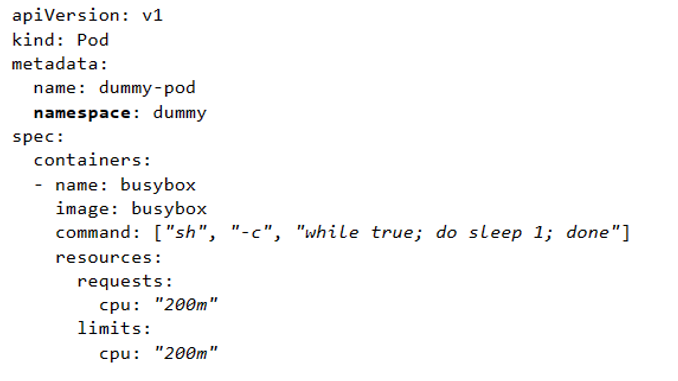 apiVersion: v1
kind: Pod
metadata:
  name: dummy-pod
  namespace: dummy
spec:
  containers:
  - name: busybox
    image: busybox
    command: ["sh", "-c", "while true; do sleep 1; done"]
    resources:
      requests:
        cpu: "200m"
      limits:
        cpu: "200m"